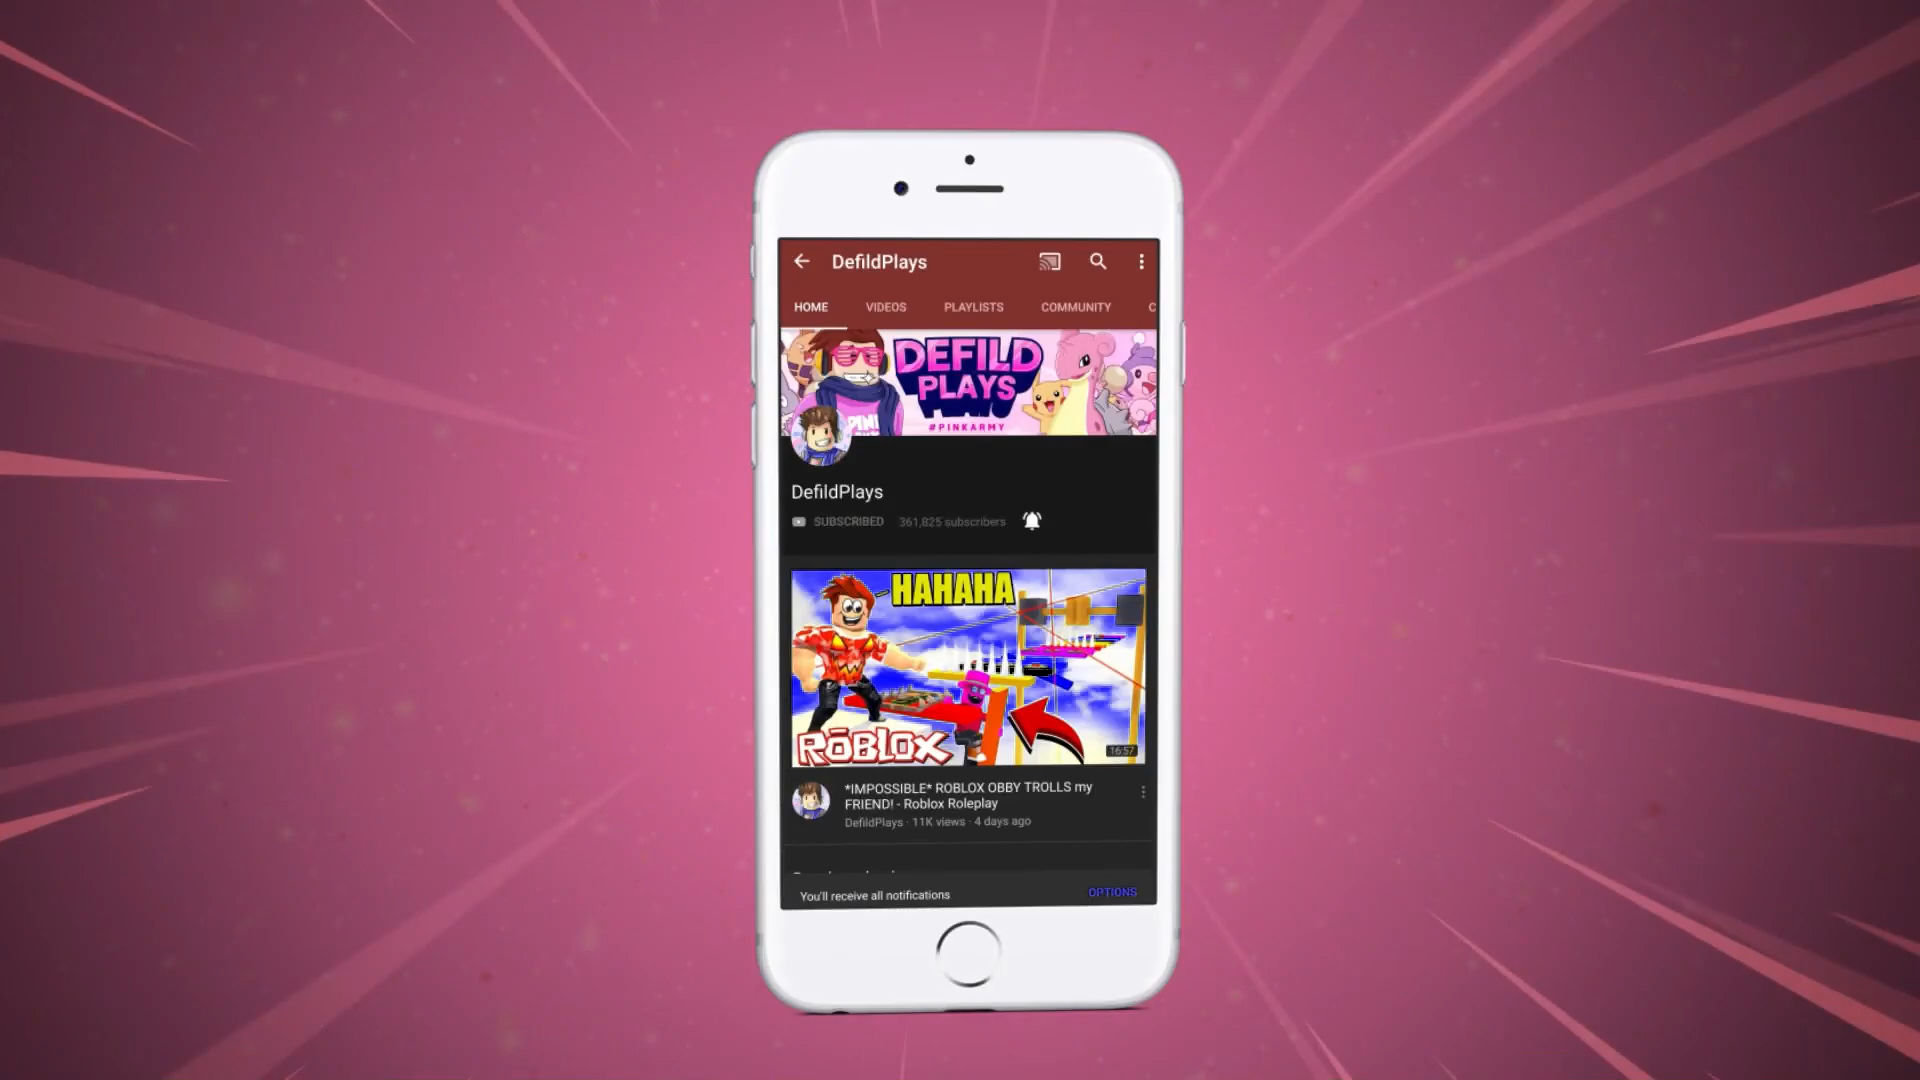 DefildPlays
HOME VIDEOS PLAYLISTS COMMUNITY C
DEFILD
PLAYS
#PINKARMY
PINK
DefildPlays
SUBSCRIBED 361,825 subscribers
HAHAHA
ROBLOX
16:57
*IMPOSSIBLE* ROBLOX OBBY TROLLS my
FRIEND! - Roblox Roleplay
DefildPlays · 11K views · 4 days ago
You'll receive all notifications OPTIONS